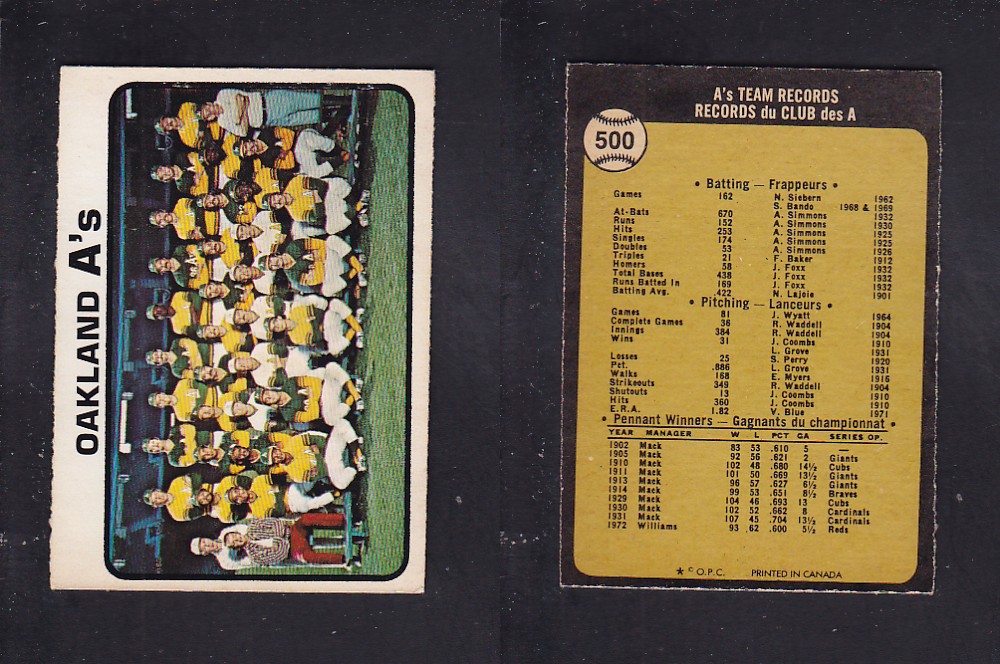 OAKLAND A's
A's TEAM RECORDS
RECORDS du CLUB des A
500
• Batting — Frappeurs •
Games 162 N. Siebern 1962
S. Bando 1968 & 1969
At-Bats 670 A. Simmons 1932
Runs 152 A. Simmons 1930
Hits 253 A. Simmons 1925
Singles 174 A. Simmons 1925
Doubles 53 A. Simmons 1926
Triples 21 F. Baker 1912
Homers 58 J. Foxx 1932
Total Bases 438 J. Foxx 1932
Runs Batted In 169 J. Foxx 1932
Batting Avg. .422 N. Lajoie 1901
• Pitching — Lanceurs •
Games 81 J. Wyatt 1964
Complete Games 36 R. Waddell 1904
Innings 384 R. Waddell 1904
Wins 31 J. Coombs 1910
L. Grove 1931
Losses 25 S. Perry 1920
Pct. .886 L. Grove 1931
Walks 168 E. Myers 1916
Strikeouts 349 R. Waddell 1904
Shutouts 13 J. Coombs 1910
Hits 360 J. Coombs 1910
E.R.A. 1.82 V. Blue 1971
• Pennant Winners — Gagnants du championnat •
YEAR MANAGER W L PCT GA SERIES OP.
1902 Mack 83 53 .610 5 —
1905 Mack 92 56 .621 2 Giants
1910 Mack 102 48 .680 14½ Cubs
1911 Mack 101 50 .669 13½ Giants
1913 Mack 96 57 .627 6½ Giants
1914 Mack 99 53 .651 8½ Braves
1929 Mack 104 46 .693 13 Cubs
1930 Mack 102 52 .662 8 Cardinals
1931 Mack 107 45 .704 13½ Cardinals
1972 Williams 93 62 .600 5½ Reds
★ © O.P.C. PRINTED IN CANADA